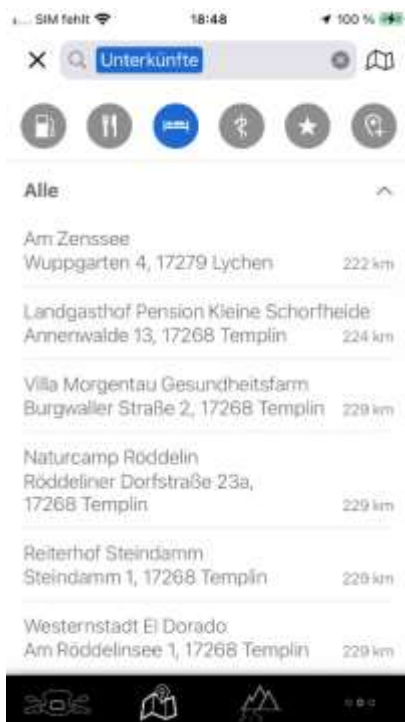 SIM fehlt 18:48 100 %
Unterkünfte
Alle
Am Zenssee
Wuppgarten 4, 17279 Lychen 222 km
Landgasthof Pension Kleine Schorfheide
Annenwalde 13, 17268 Templin 224 km
Villa Morgentau Gesundheitsfarm
Burgwaller Straße 2, 17268 Templin 229 km
Naturcamp Röddelin
Röddeliner Dorfstraße 23a,
17268 Templin 229 km
Reiterhof Steindamm
Steindamm 1, 17268 Templin 229 km
Westernstadt El Dorado
Am Röddelinsee 1, 17268 Templin 229 km